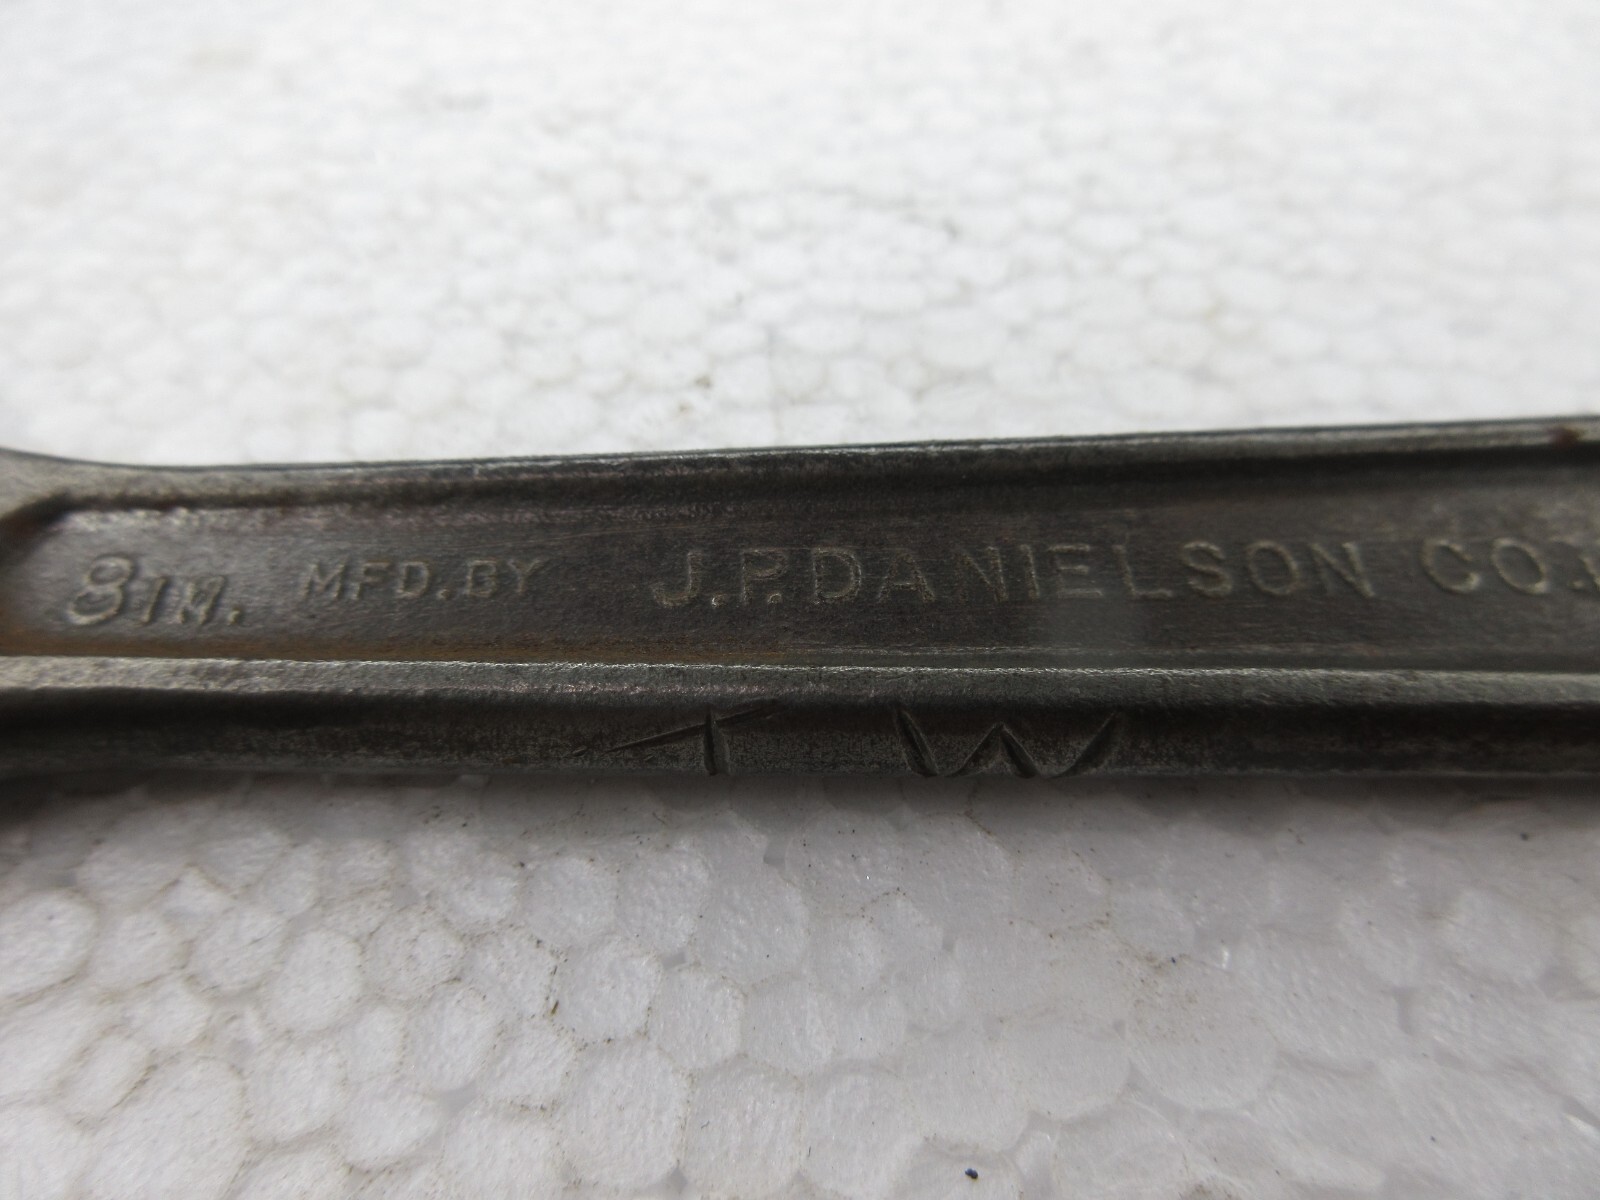 8IN. MFD.BY J.P.DANIELSON CO.
T W